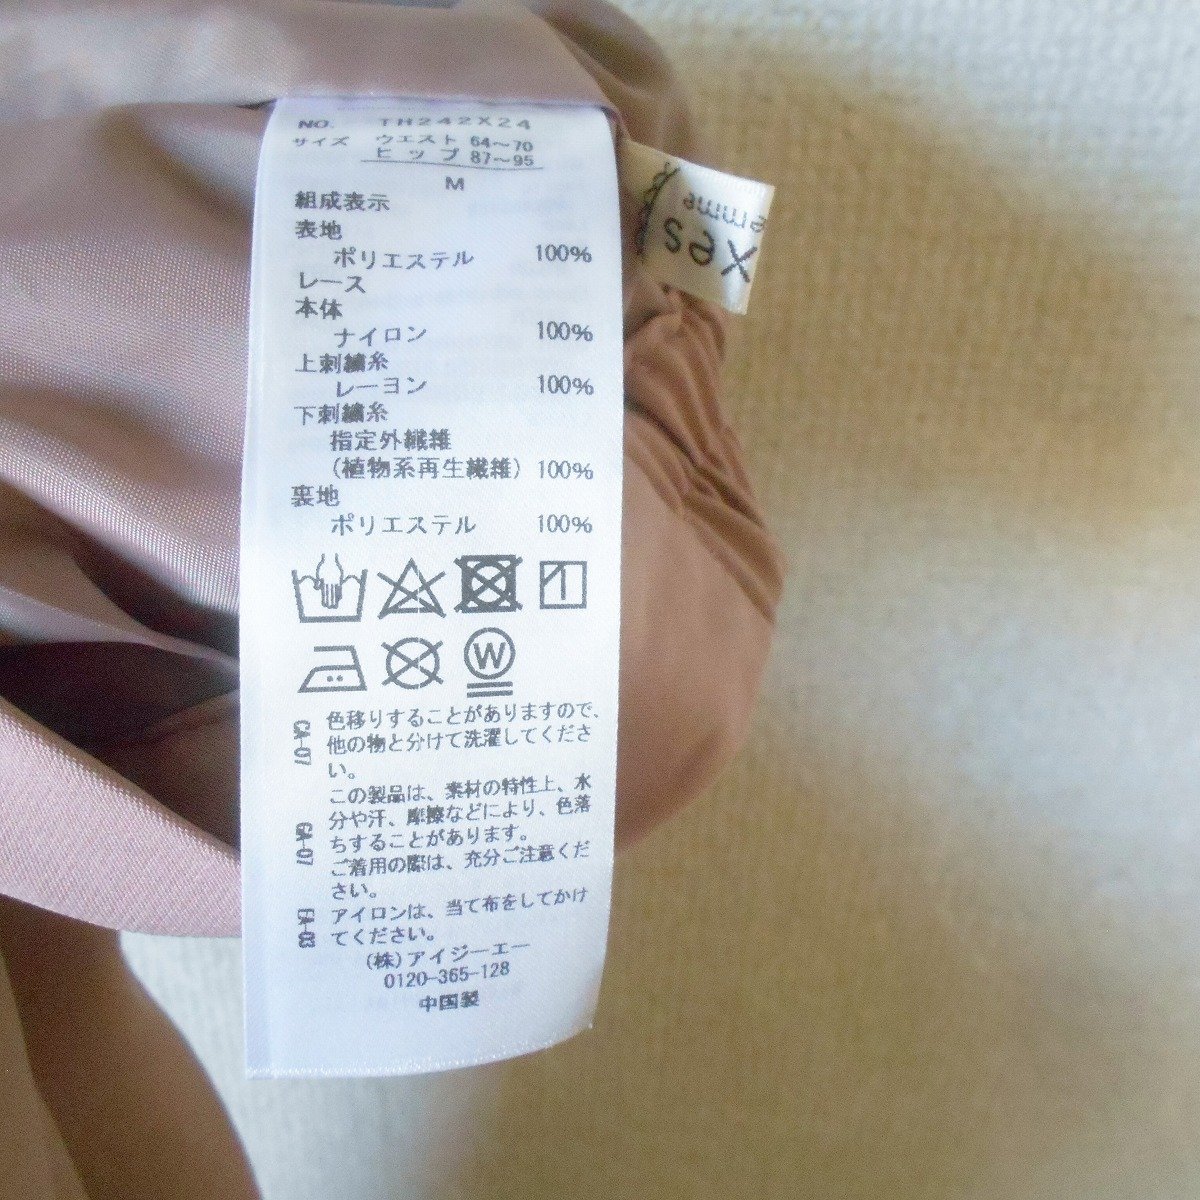 NO. TH242X24
サイズ ウエスト 64〜70
ヒップ 87〜95
M
組成表示
表地
ポリエステル 100%
レース
本体
ナイロン 100%
上刺繍糸
レーヨン 100%
下刺繍糸
指定外繊維
(植物系再生繊維) 100%
裏地
ポリエステル 100%
W
CA-07 色移りすることがありますので、
他の物と分けて洗濯してくださ
い。
GA-07 この製品は、素材の特性上、水
分や汗、摩擦などにより、色落
ちすることがあります。
ご着用の際は、充分ご注意くだ
さい。
EA-03 アイロンは、当て布をしてかけ
てください。
(株)アイジーエー
0120-365-128
中国製
axes
femme